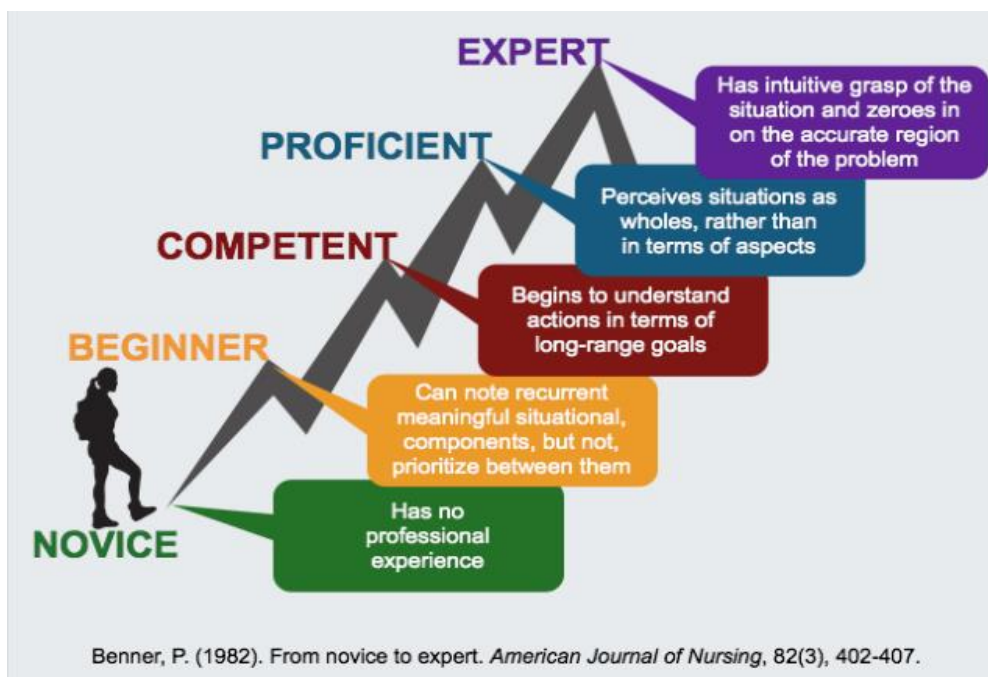 EXPERT
Has intuitive grasp of the
situation and zeroes in
on the accurate region
of the problem
PROFICIENT
Perceives situations as
wholes, rather than
in terms of aspects
COMPETENT
Begins to understand
actions in terms of
long-range goals
BEGINNER
Can note recurrent
meaningful situational,
components, but not,
prioritize between them
NOVICE
Has no
professional
experience
Benner, P. (1982). From novice to expert. American Journal of Nursing, 82(3), 402-407.